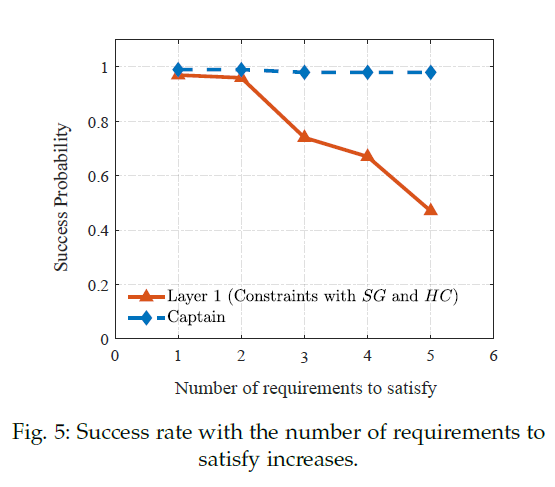 1
0.8
0.6
0.4
0.2
0
Success Probability
Layer 1 (Constraints with SG and HC)
Captain
0 1 2 3 4 5 6
Number of requirements to satisfy
Fig. 5: Success rate with the number of requirements to
satisfy increases.